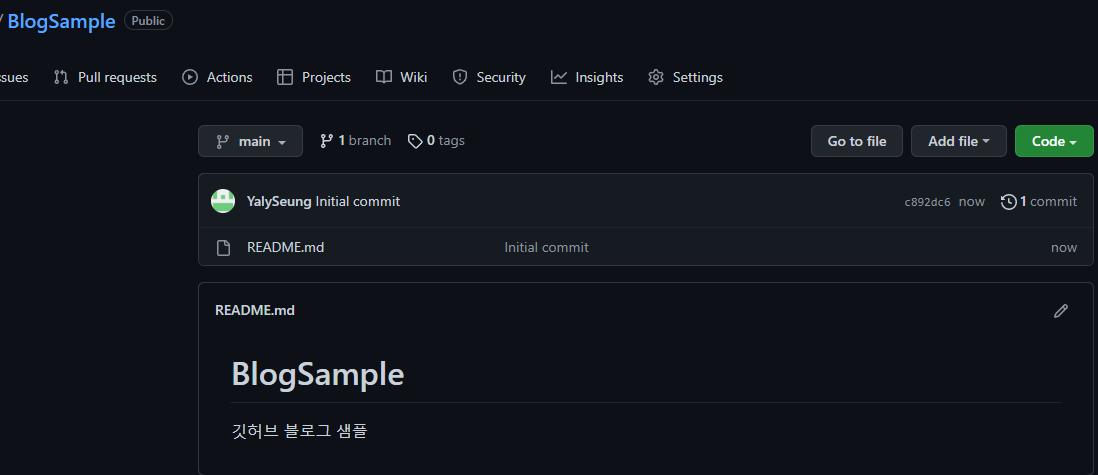 / BlogSample Public
ssues Pull requests Actions Projects Wiki Security Insights Settings
main 1 branch 0 tags Go to file Add file Code
YalySeung Initial commit c892dc6 now 1 commit
README.md Initial commit now
README.md
BlogSample
깃허브 블로그 샘플